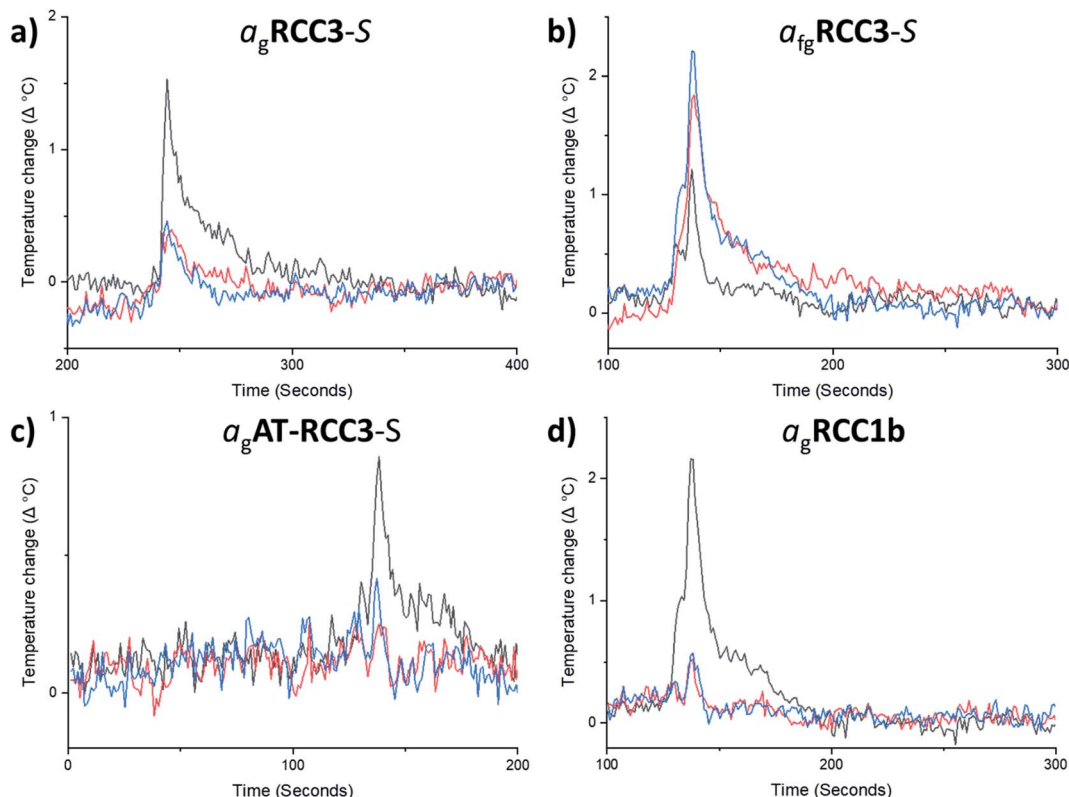 a) agRCC3-S
2
1
0
Temperature change (Δ °C)
200 300 400
Time (Seconds)
b) afgRCC3-S
2
1
0
Temperature change (Δ °C)
100 200 300
Time (Seconds)
c) agAT-RCC3-S
1
0
Temperature change (Δ °C)
0 100 200
Time (Seconds)
d) agRCC1b
2
1
0
Temperature change (Δ °C)
100 200 300
Time (Seconds)